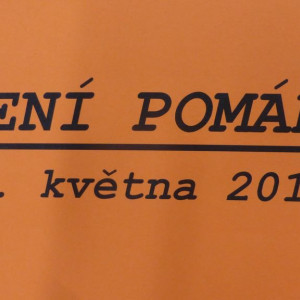 ENÍ POMÁ
. května 201